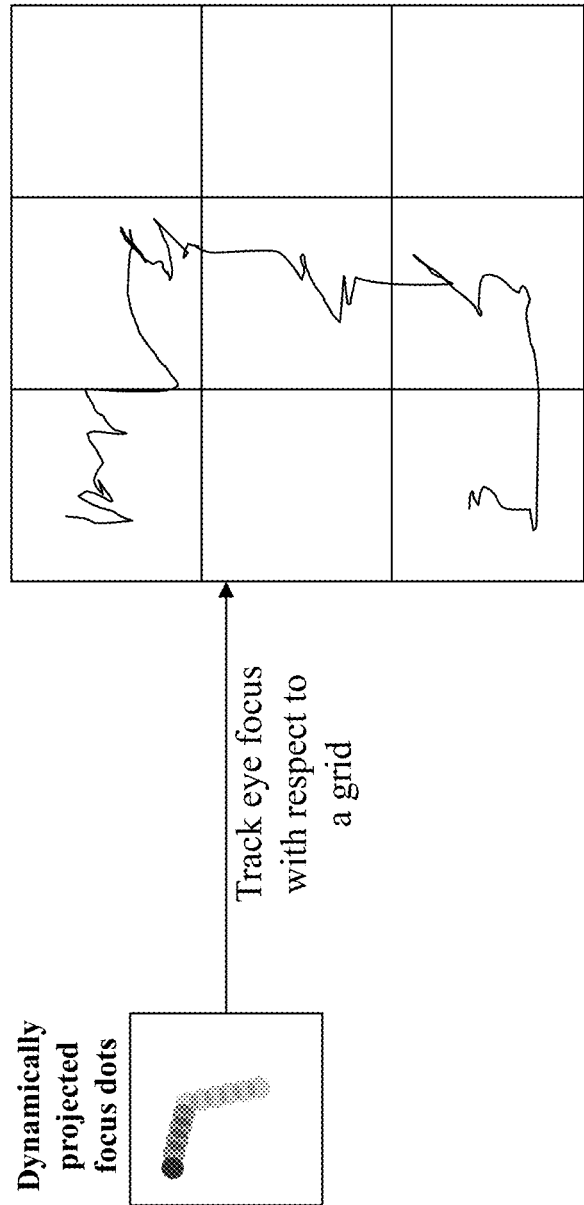 Dynamically
projected
focus dots
Track eye focus
with respect to
a grid